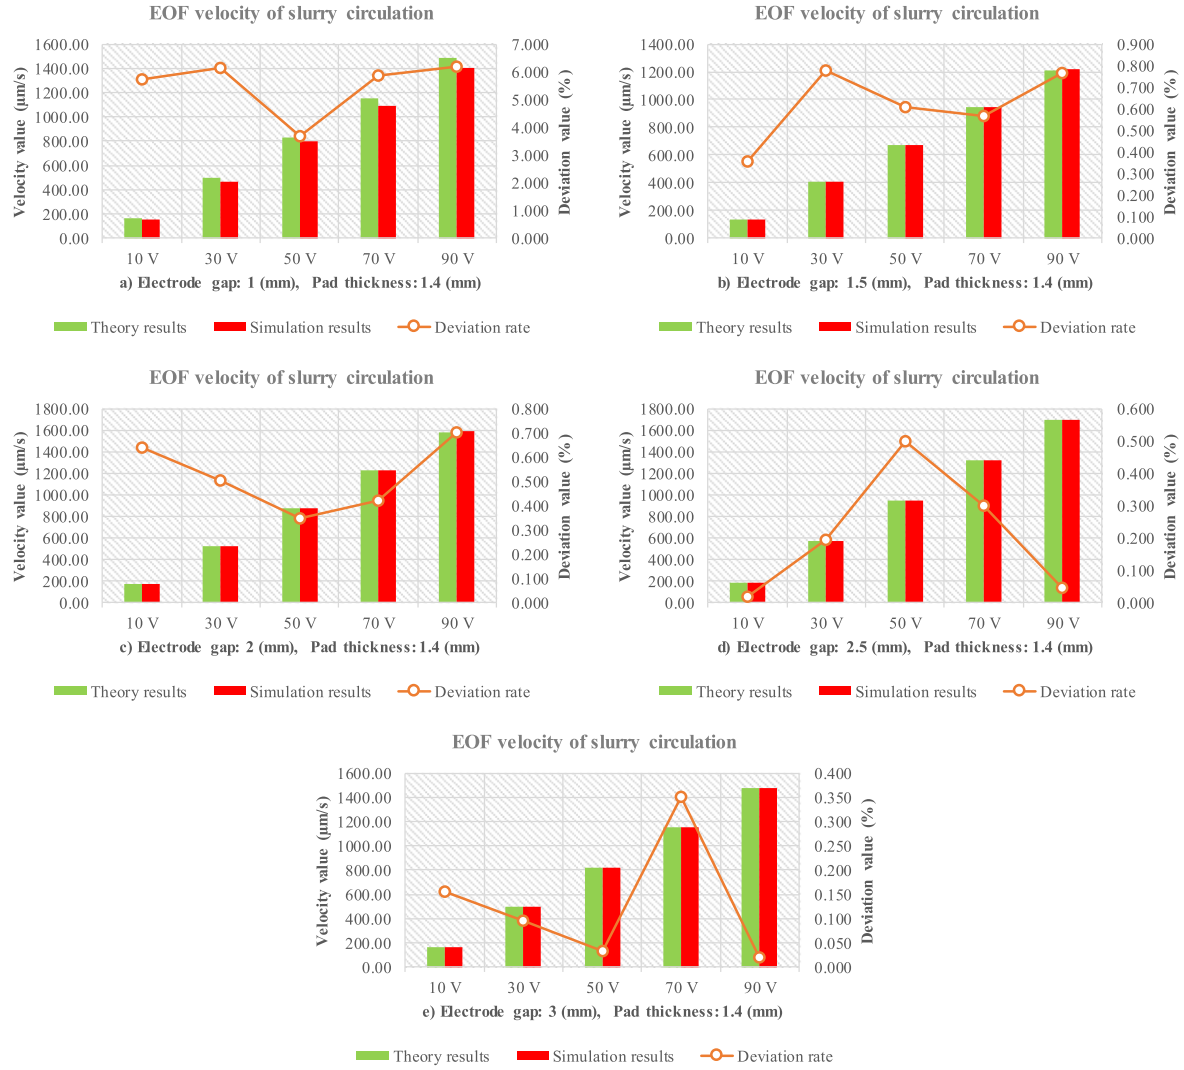 EOF velocity of slurry circulation
Velocity value (μm/s)
1600.00
1400.00
1200.00
1000.00
800.00
600.00
400.00
200.00
0.00
7.000
6.000
5.000
4.000
3.000
2.000
1.000
0.000
Deviation value (%)
10 V 30 V 50 V 70 V 90 V
a) Electrode gap: 1 (mm), Pad thickness: 1.4 (mm)
Theory results Simulation results Deviation rate
EOF velocity of slurry circulation
Velocity value (μm/s)
1400.00
1200.00
1000.00
800.00
600.00
400.00
200.00
0.00
0.900
0.800
0.700
0.600
0.500
0.400
0.300
0.200
0.100
0.000
Deviation value (%)
10 V 30 V 50 V 70 V 90 V
b) Electrode gap: 1.5 (mm), Pad thickness: 1.4 (mm)
Theory results Simulation results Deviation rate
EOF velocity of slurry circulation
Velocity value (μm/s)
1800.00
1600.00
1400.00
1200.00
1000.00
800.00
600.00
400.00
200.00
0.00
0.800
0.700
0.600
0.500
0.400
0.300
0.200
0.100
0.000
Deviation value (%)
10 V 30 V 50 V 70 V 90 V
c) Electrode gap: 2 (mm), Pad thickness: 1.4 (mm)
Theory results Simulation results Deviation rate
EOF velocity of slurry circulation
Velocity value (μm/s)
1800.00
1600.00
1400.00
1200.00
1000.00
800.00
600.00
400.00
200.00
0.00
0.600
0.500
0.400
0.300
0.200
0.100
0.000
Deviation value (%)
10 V 30 V 50 V 70 V 90 V
d) Electrode gap: 2.5 (mm), Pad thickness: 1.4 (mm)
Theory results Simulation results Deviation rate
EOF velocity of slurry circulation
Velocity value (μm/s)
1600.00
1400.00
1200.00
1000.00
800.00
600.00
400.00
200.00
0.00
0.400
0.350
0.300
0.250
0.200
0.150
0.100
0.050
0.000
Deviation value (%)
10 V 30 V 50 V 70 V 90 V
e) Electrode gap: 3 (mm), Pad thickness: 1.4 (mm)
Theory results Simulation results Deviation rate